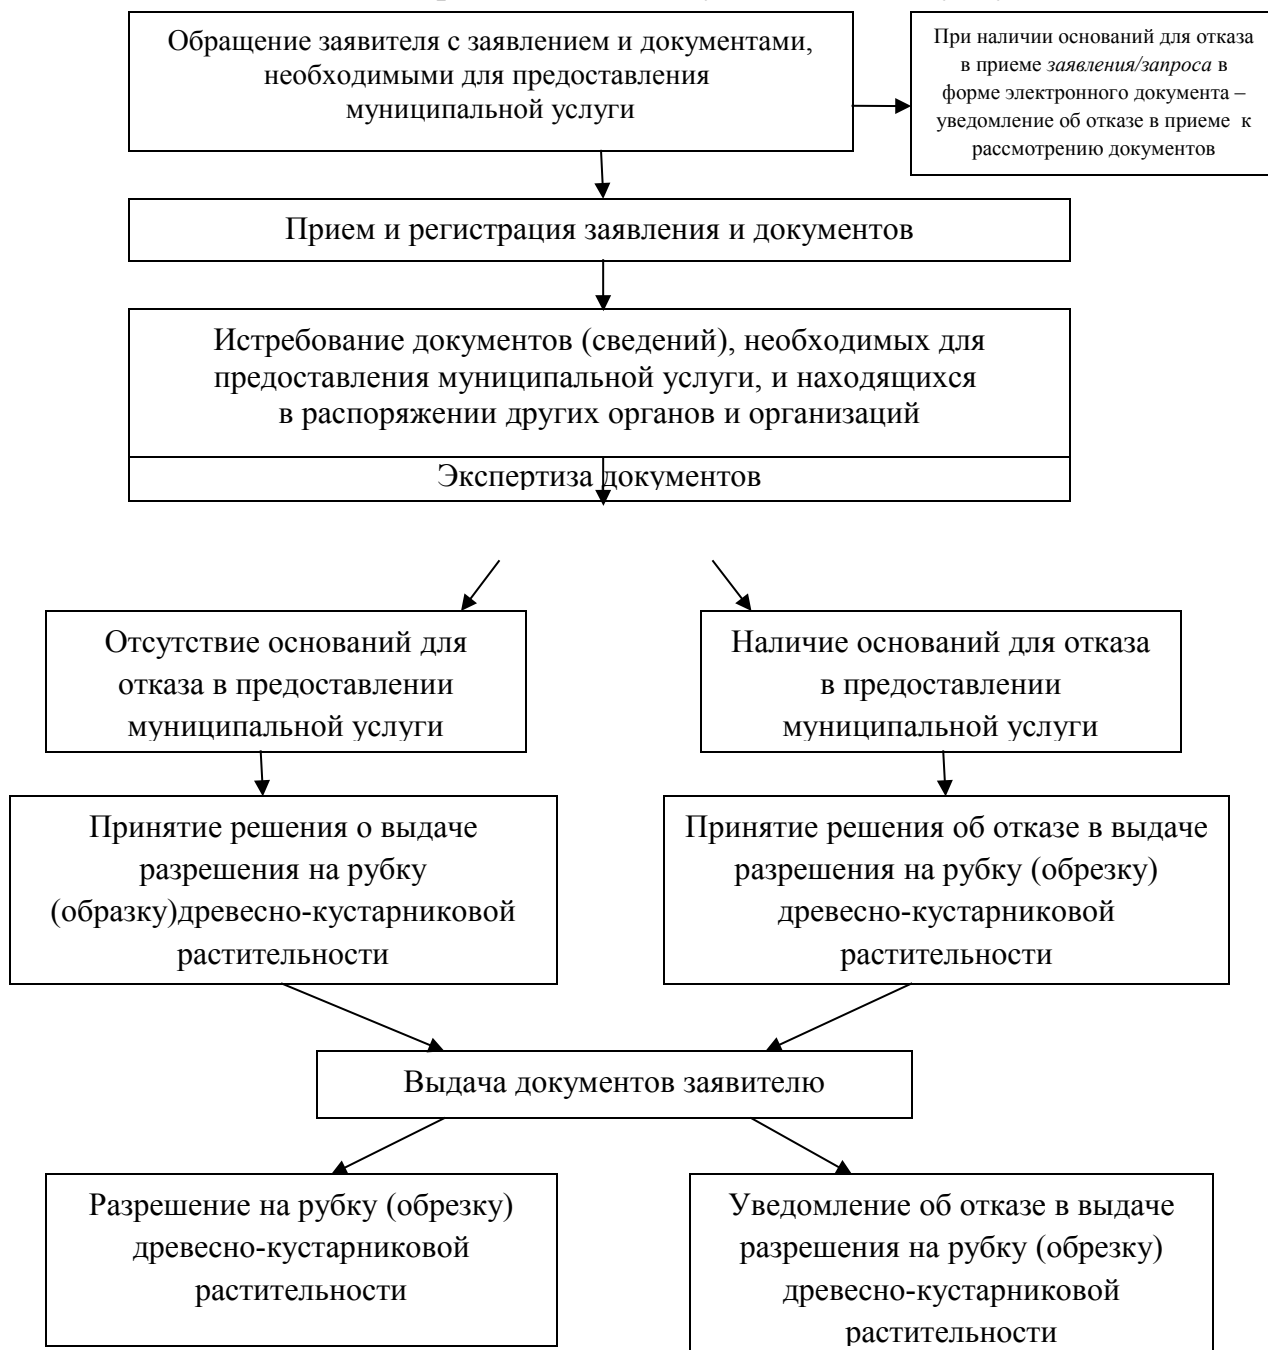 Обращение заявителя с заявлением и документами,
необходимыми для предоставления
муниципальной услуги
При наличии оснований для отказа
в приеме заявления/запроса в
форме электронного документа –
уведомление об отказе в приеме к
рассмотрению документов
Прием и регистрация заявления и документов
Истребование документов (сведений), необходимых для
предоставления муниципальной услуги, и находящихся
в распоряжении других органов и организаций
Экспертиза документов
Отсутствие оснований для
отказа в предоставлении
муниципальной услуги
Наличие оснований для отказа
в предоставлении
муниципальной услуги
Принятие решения о выдаче
разрешения на рубку
(образку)древесно-кустарниковой
растительности
Принятие решения об отказе в выдаче
разрешения на рубку (обрезку)
древесно-кустарниковой
растительности
Выдача документов заявителю
Разрешение на рубку (обрезку)
древесно-кустарниковой
растительности
Уведомление об отказе в выдаче
разрешения на рубку (обрезку)
древесно-кустарниковой
растительности